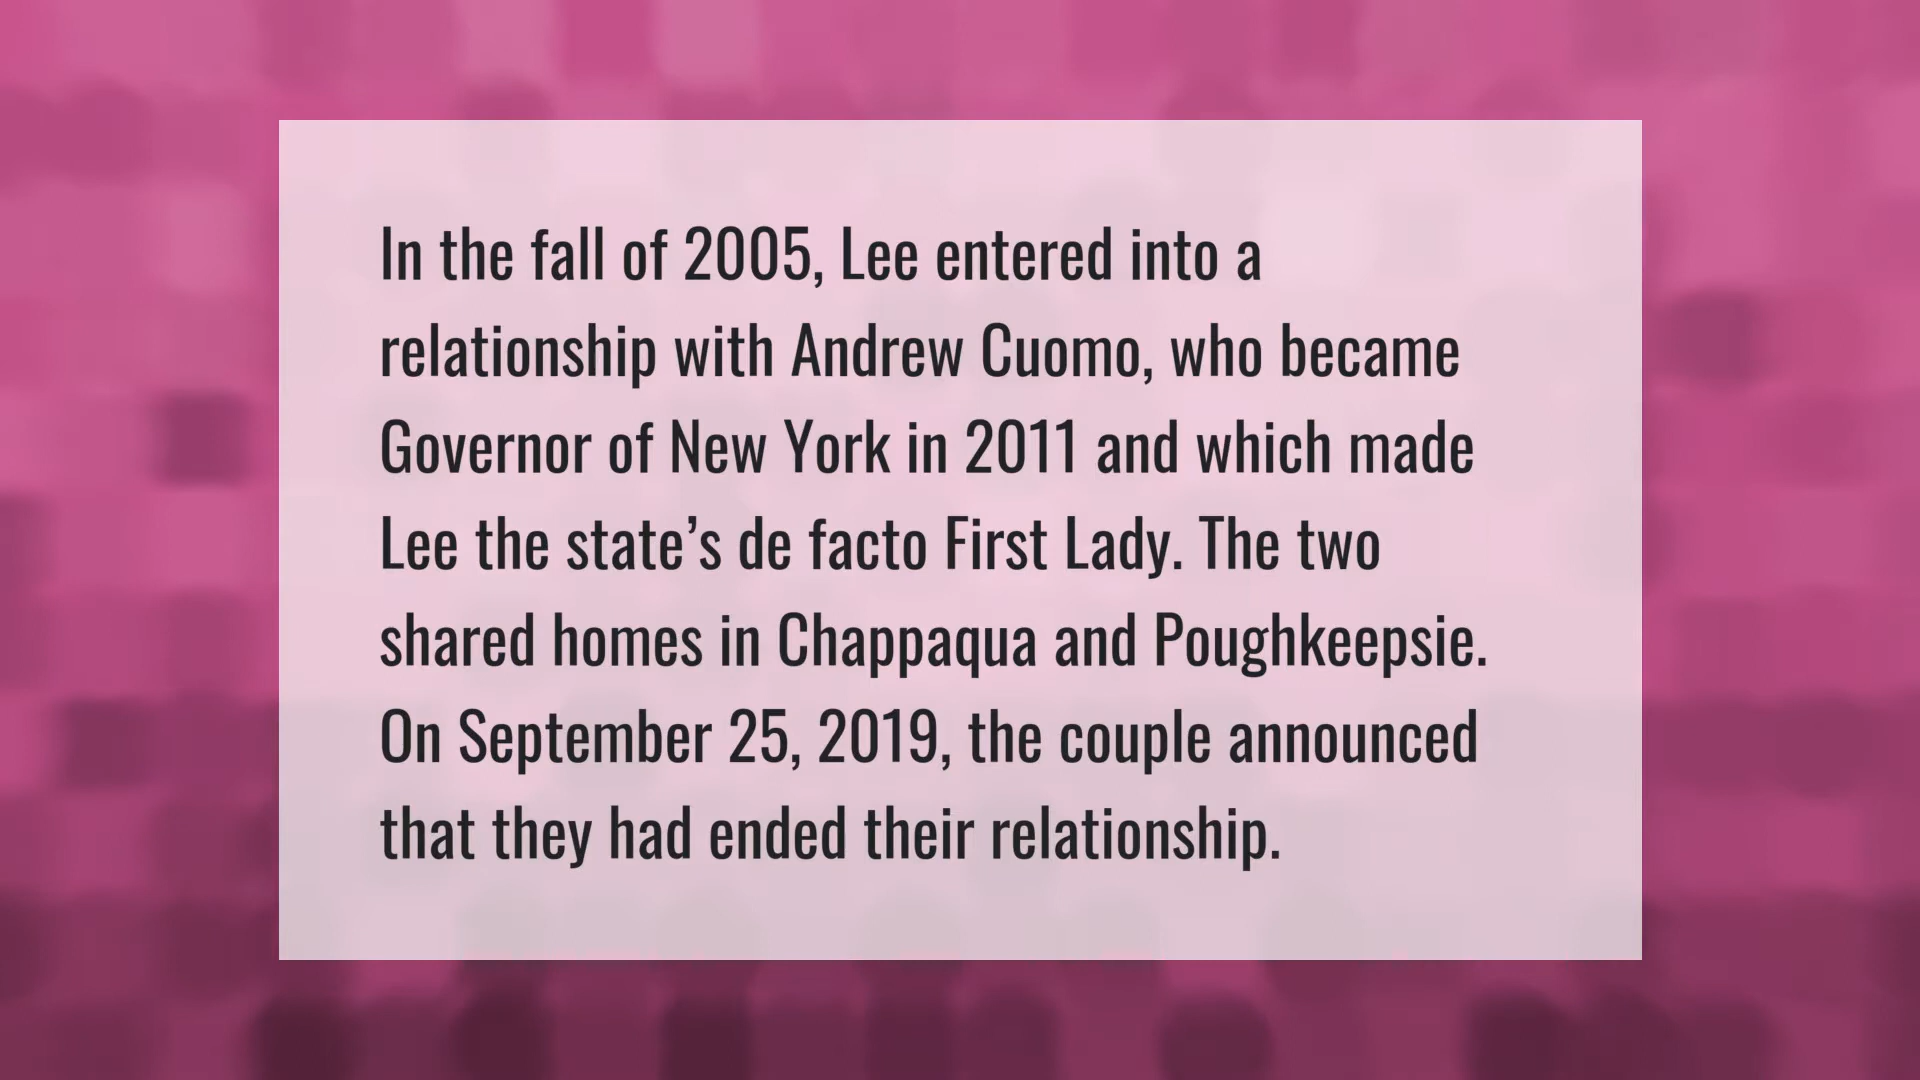 In the fall of 2005, Lee entered into a
relationship with Andrew Cuomo, who became
Governor of New York in 2011 and which made
Lee the state’s de facto First Lady. The two
shared homes in Chappaqua and Poughkeepsie.
On September 25, 2019, the couple announced
that they had ended their relationship.